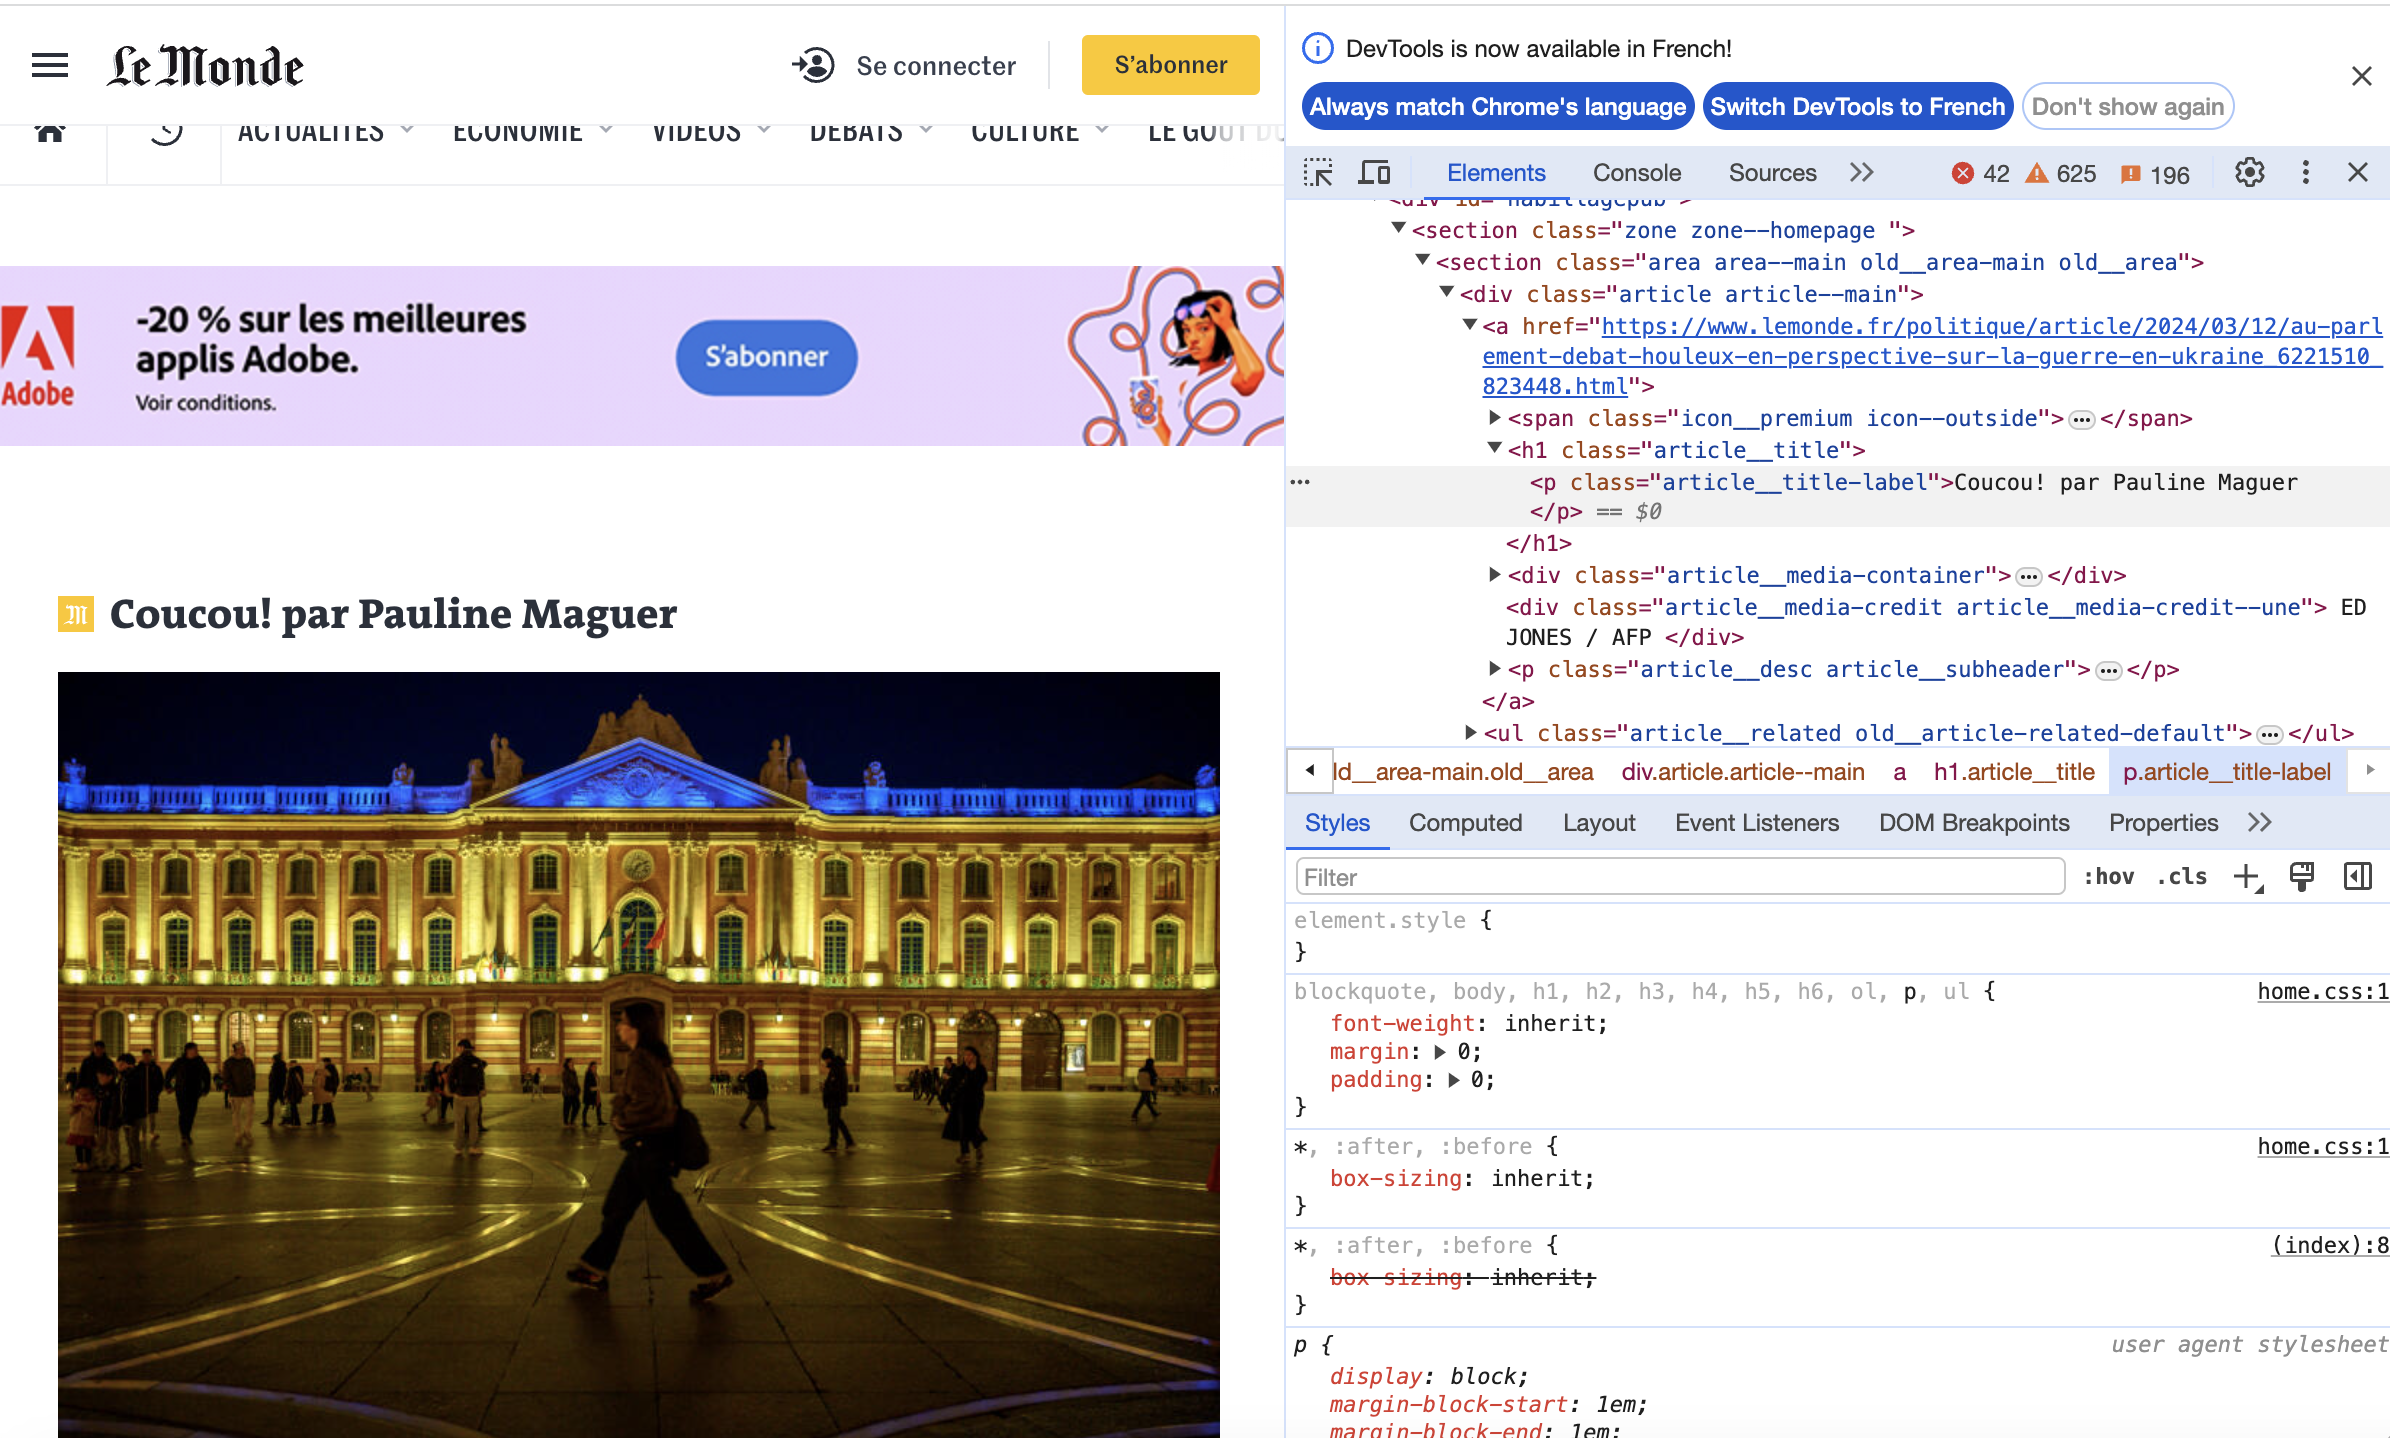 Le Monde
Se connecter
S'abonner
ACTUALITÉS
ÉCONOMIE
VIDÉOS
DÉBATS
CULTURE
LE GOÛT DU
Adobe
-20 % sur les meilleures
applis Adobe.
Voir conditions.
S'abonner
Coucou! par Pauline Maguer
DevTools is now available in French!
Always match Chrome's language
Switch DevTools to French
Don't show again
Elements
Console
Sources
42
625
196
<div id="habillagepub">
<section class="zone zone--homepage ">
<section class="area area--main old__area-main old__area">
<div class="article article--main">
<a href="https://www.lemonde.fr/politique/article/2024/03/12/au-parl
ement-debat-houleux-en-perspective-sur-la-guerre-en-ukraine_6221510_
823448.html">
<span class="icon__premium icon--outside">…</span>
<h1 class="article__title">
<p class="article__title-label">Coucou! par Pauline Maguer
</p> == $0
</h1>
<div class="article__media-container">…</div>
<div class="article__media-credit article__media-credit--une"> ED
JONES / AFP </div>
<p class="article__desc article__subheader">…</p>
</a>
<ul class="article__related old__article-related-default">…</ul>
ld__area-main.old__area
div.article.article--main
a
h1.article__title
p.article__title-label
Styles
Computed
Layout
Event Listeners
DOM Breakpoints
Properties
Filter
:hov
.cls
element.style {
}
blockquote, body, h1, h2, h3, h4, h5, h6, ol, p, ul {
home.css:1
font-weight: inherit;
margin: 0;
padding: 0;
}
*, :after, :before {
home.css:1
box-sizing: inherit;
}
*, :after, :before {
(index):8
box-sizing: inherit;
}
p {
user agent stylesheet
display: block;
margin-block-start: 1em;
margin-block-end: 1em;